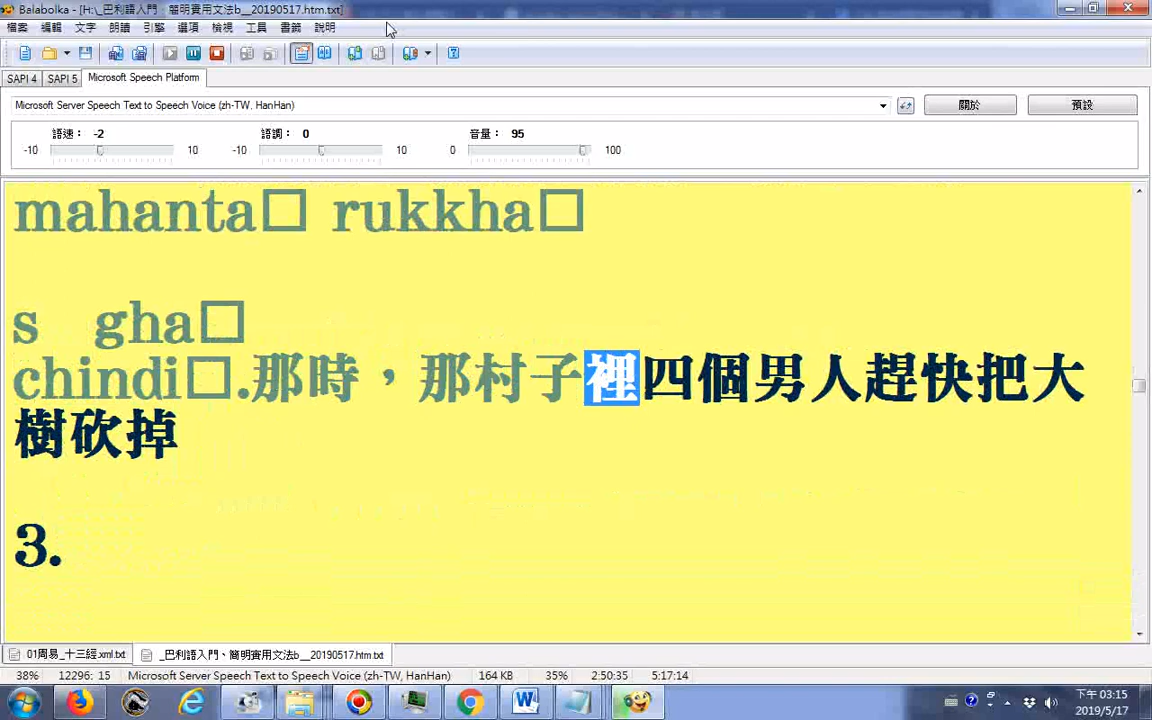 Balabolka - [H:\_巴利語入門、簡明實用文法b__20190517.htm.txt]
檔案 編輯 文字 朗讀 引擎 選項 檢視 工具 書籤 說明
SAPI 4 SAPI 5 Microsoft Speech Platform
Microsoft Server Speech Text to Speech Voice (zh-TW, HanHan) 關於 預設
語速： -2 語調： 0 音量： 95
-10 10 -10 10 0 100
mahanta□ rukkha□
s gha□
chindi□.那時，那村子裡四個男人趕快把大
樹砍掉
3.
01周易_十三經.xml.txt _巴利語入門、簡明實用文法b__20190517.htm.txt
38% 12296: 15 Microsoft Server Speech Text to Speech Voice (zh-TW, HanHan) 164 KB 35% 2:50:35 5:17:14
下午 03:15
2019/5/17